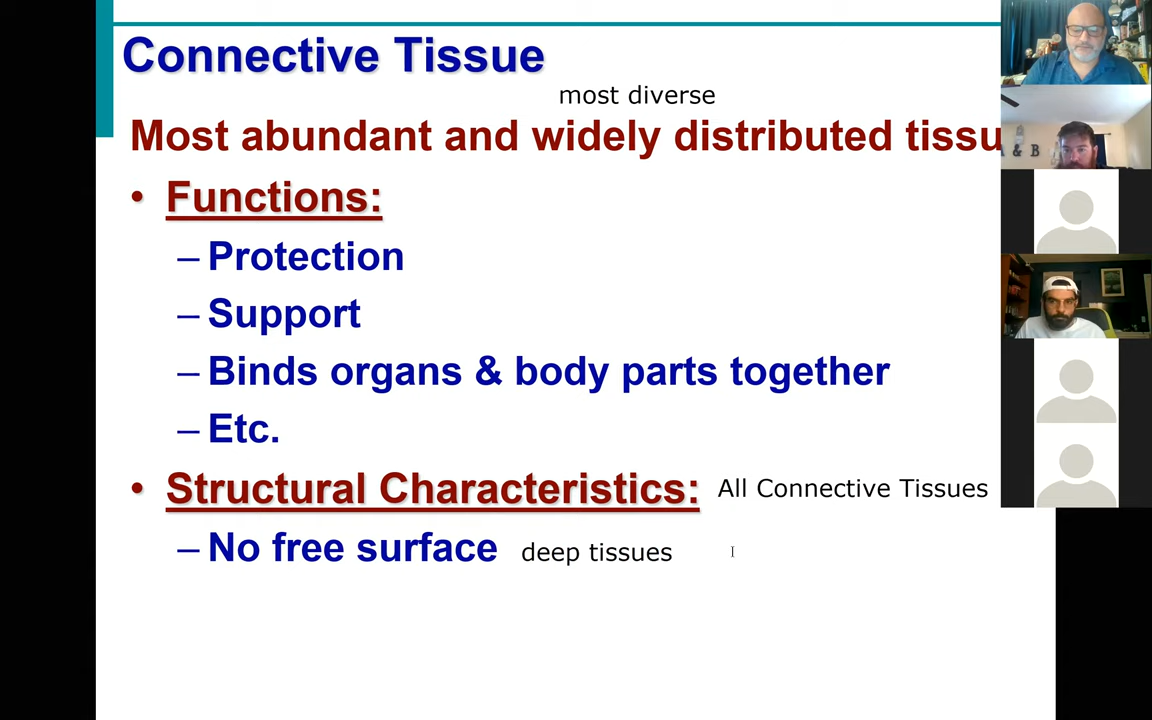 Connective Tissue
most diverse
Most abundant and widely distributed tissu
• Functions:
– Protection
– Support
– Binds organs & body parts together
– Etc.
• Structural Characteristics: All Connective Tissues
– No free surface deep tissues
& B